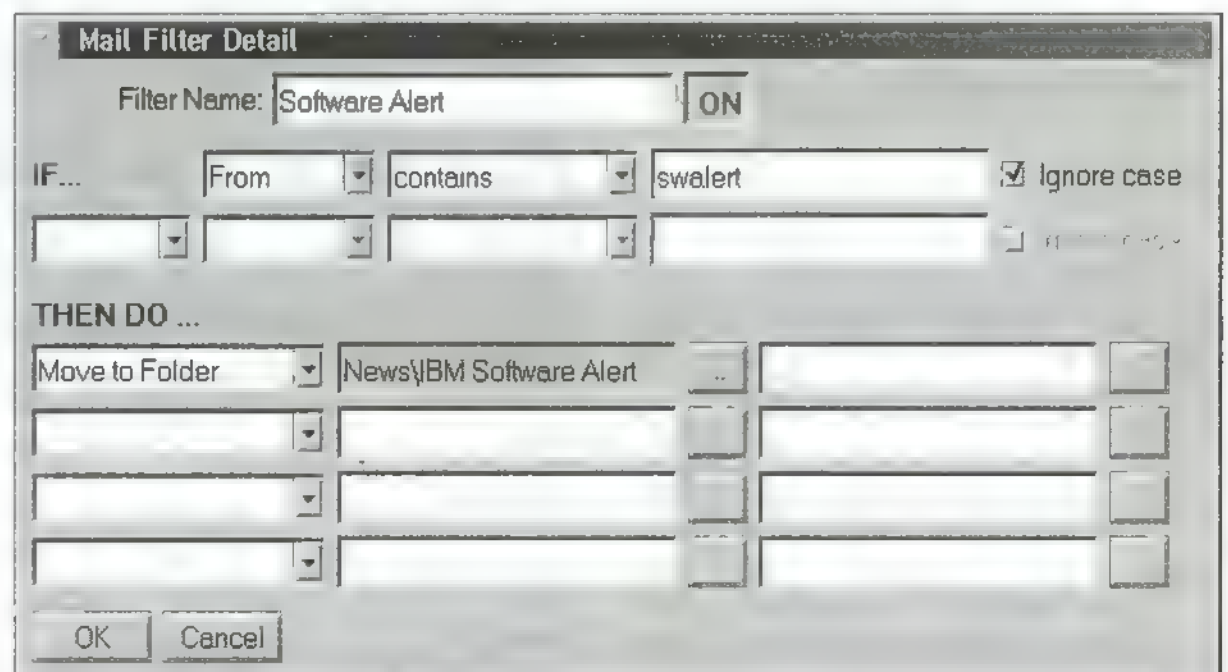 Mail Filter Detail
Filter Name: Software Alert ON
IF... From contains swalert Ignore case
THEN DO ...
Move to Folder News\IBM Software Alert ..
OK Cancel